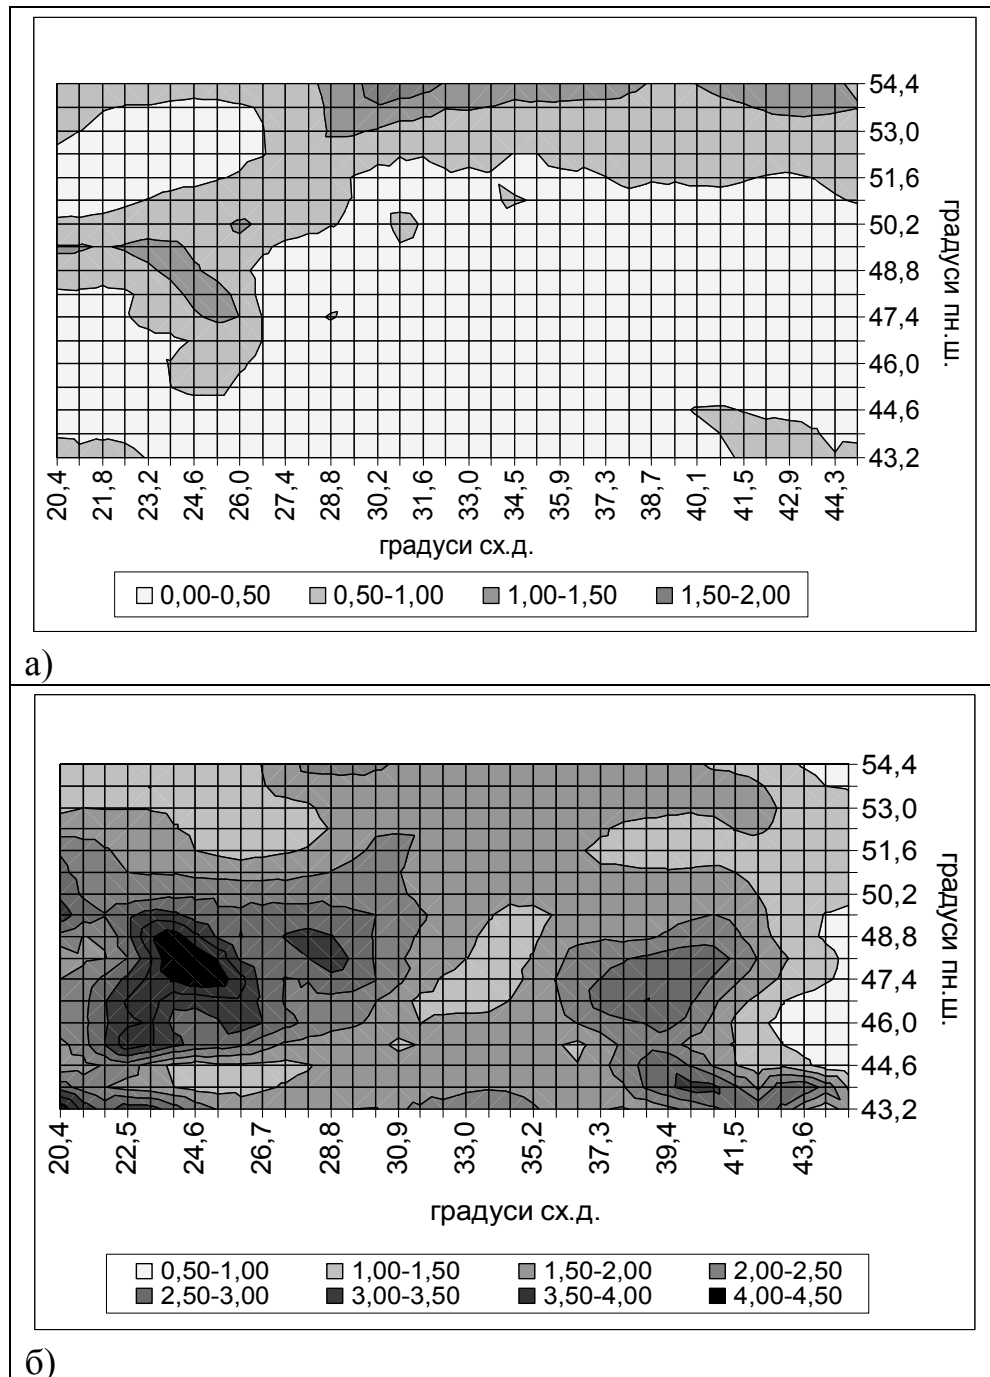 54,4
53,0
51,6
50,2
48,8
47,4
46,0
44,6
43,2
градуси пн.ш.
20,4 21,8 23,2 24,6 26,0 27,4 28,8 30,2 31,6 33,0 34,5 35,9 37,3 38,7 40,1 41,5 42,9 44,3
градуси сх.д.
0,00-0,50 0,50-1,00 1,00-1,50 1,50-2,00
а)
54,4
53,0
51,6
50,2
48,8
47,4
46,0
44,6
43,2
градуси пн.ш.
20,4 22,5 24,6 26,7 28,8 30,9 33,0 35,2 37,3 39,4 41,5 43,6
градуси сх.д.
0,50-1,00 1,00-1,50 1,50-2,00 2,00-2,50
2,50-3,00 3,00-3,50 3,50-4,00 4,00-4,50
б)